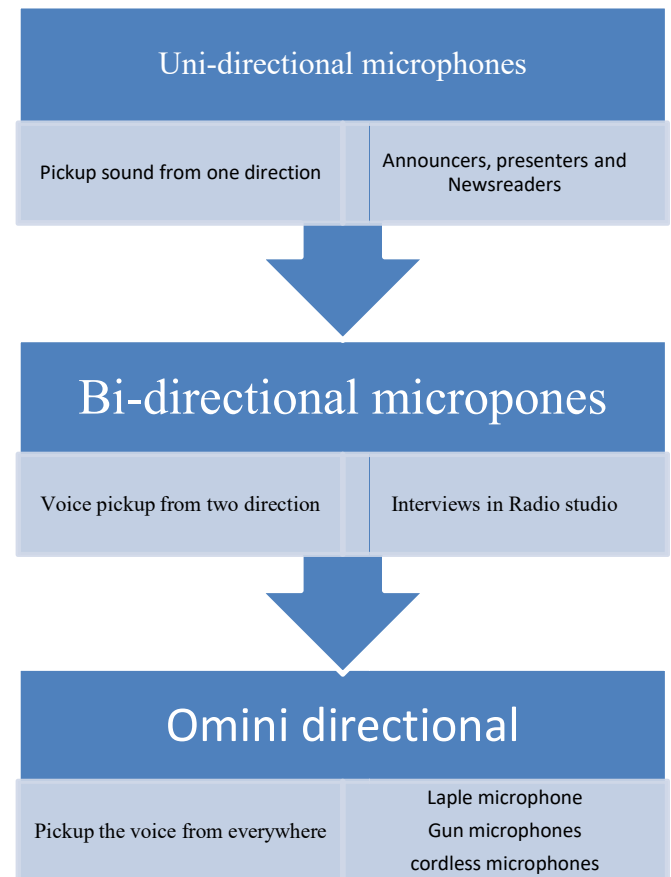 Uni-directional microphones
Pickup sound from one direction
Announcers, presenters and
Newsreaders
Bi-directional micropones
Voice pickup from two direction
Interviews in Radio studio
Omini directional
Pickup the voice from everywhere
Laple microphone
Gun microphones
cordless microphones